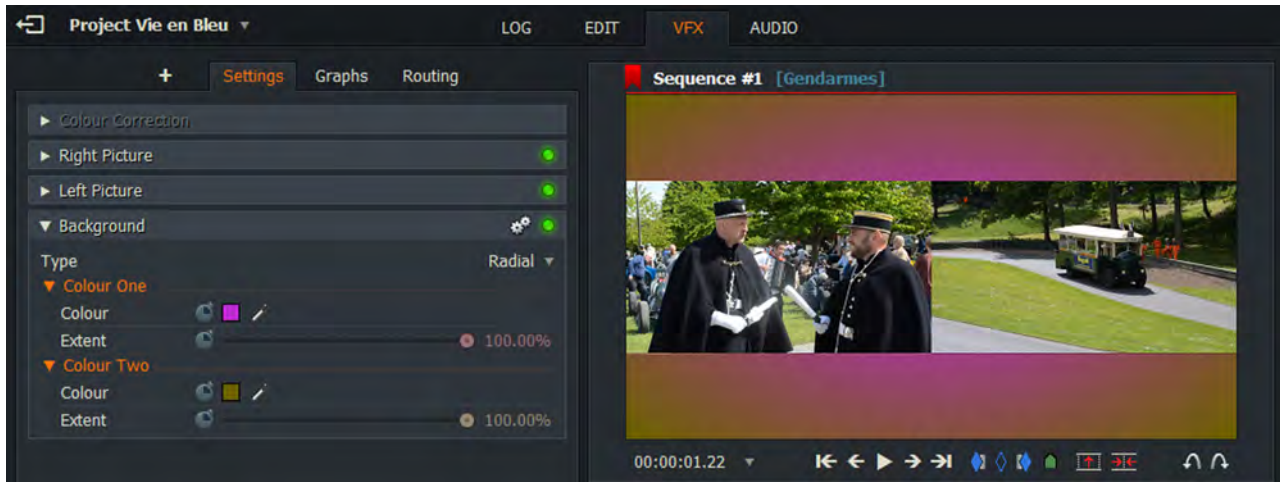 Project Vie en Bleu
LOG EDIT VFX AUDIO
+ Settings Graphs Routing
Sequence #1 [Gendarmes]
Colour Correction
Right Picture
Left Picture
Background
Type Radial
Colour One
Colour
Extent 100.00%
Colour Two
Colour
Extent 100.00%
00:00:01.22